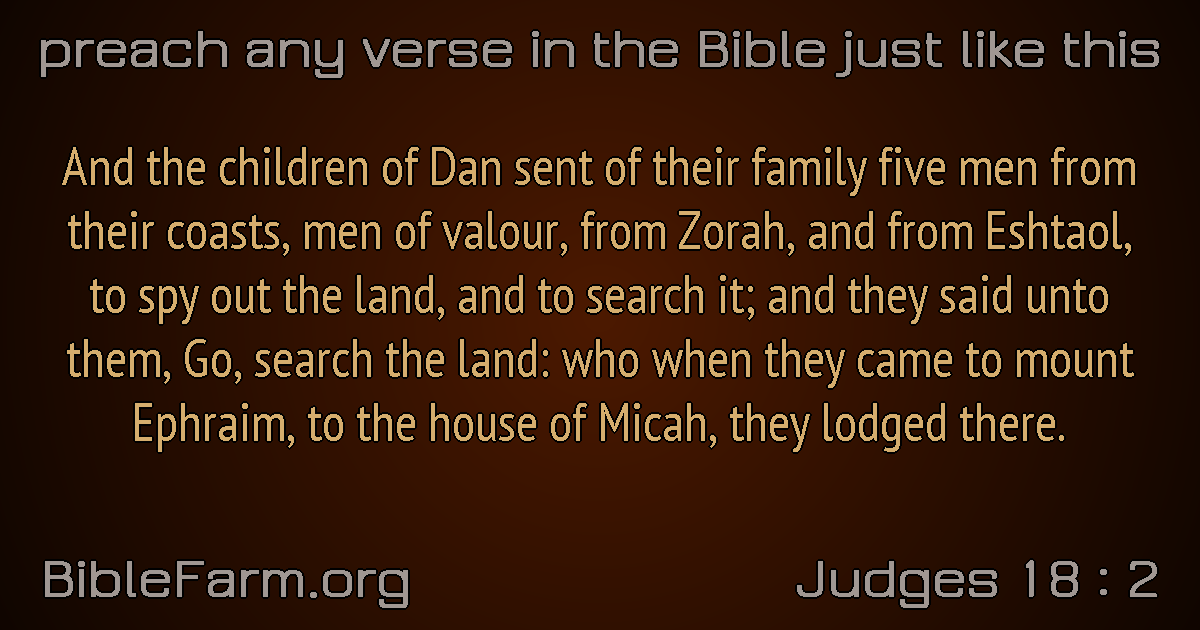 preach any verse in the Bible just like this
And the children of Dan sent of their family five men from
their coasts, men of valour, from Zorah, and from Eshtaol,
to spy out the land, and to search it; and they said unto
them, Go, search the land: who when they came to mount
Ephraim, to the house of Micah, they lodged there.
BibleFarm.org
Judges 18 : 2